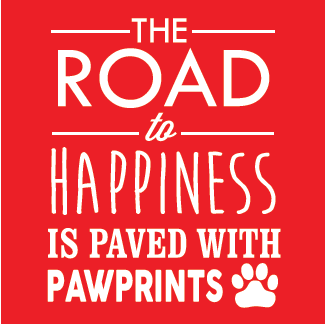 THE
ROAD
to
HAPPINESS
IS PAVED WITH
PAWPRINTS